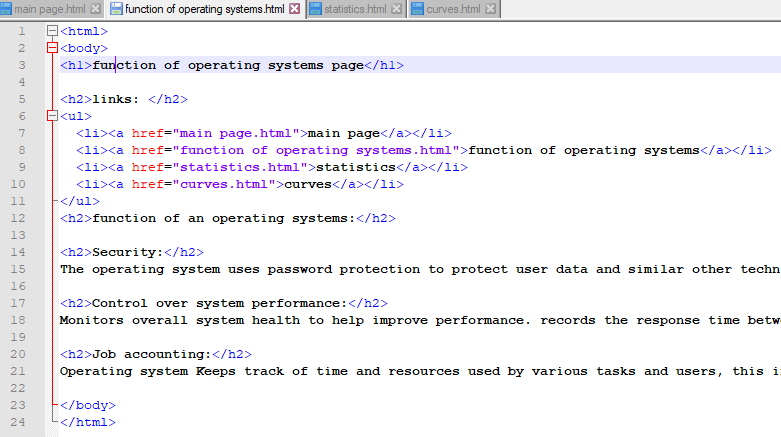 main page.html function of operating systems.html statistics.html curves.html
1 <html>
2 <body>
3 <h1>function of operating systems page</h1>
4
5 <h2>links: </h2>
6 <ul>
7 <li><a href="main page.html">main page</a></li>
8 <li><a href="function of operating systems.html">function of operating systems</a></li>
9 <li><a href="statistics.html">statistics</a></li>
10 <li><a href="curves.html">curves</a></li>
11 </ul>
12 <h2>function of an operating systems:</h2>
13
14 <h2>Security:</h2>
15 The operating system uses password protection to protect user data and similar other techn
16
17 <h2>Control over system performance:</h2>
18 Monitors overall system health to help improve performance. records the response time betw
19
20 <h2>Job accounting:</h2>
21 Operating system Keeps track of time and resources used by various tasks and users, this i
22
23 </body>
24 </html>